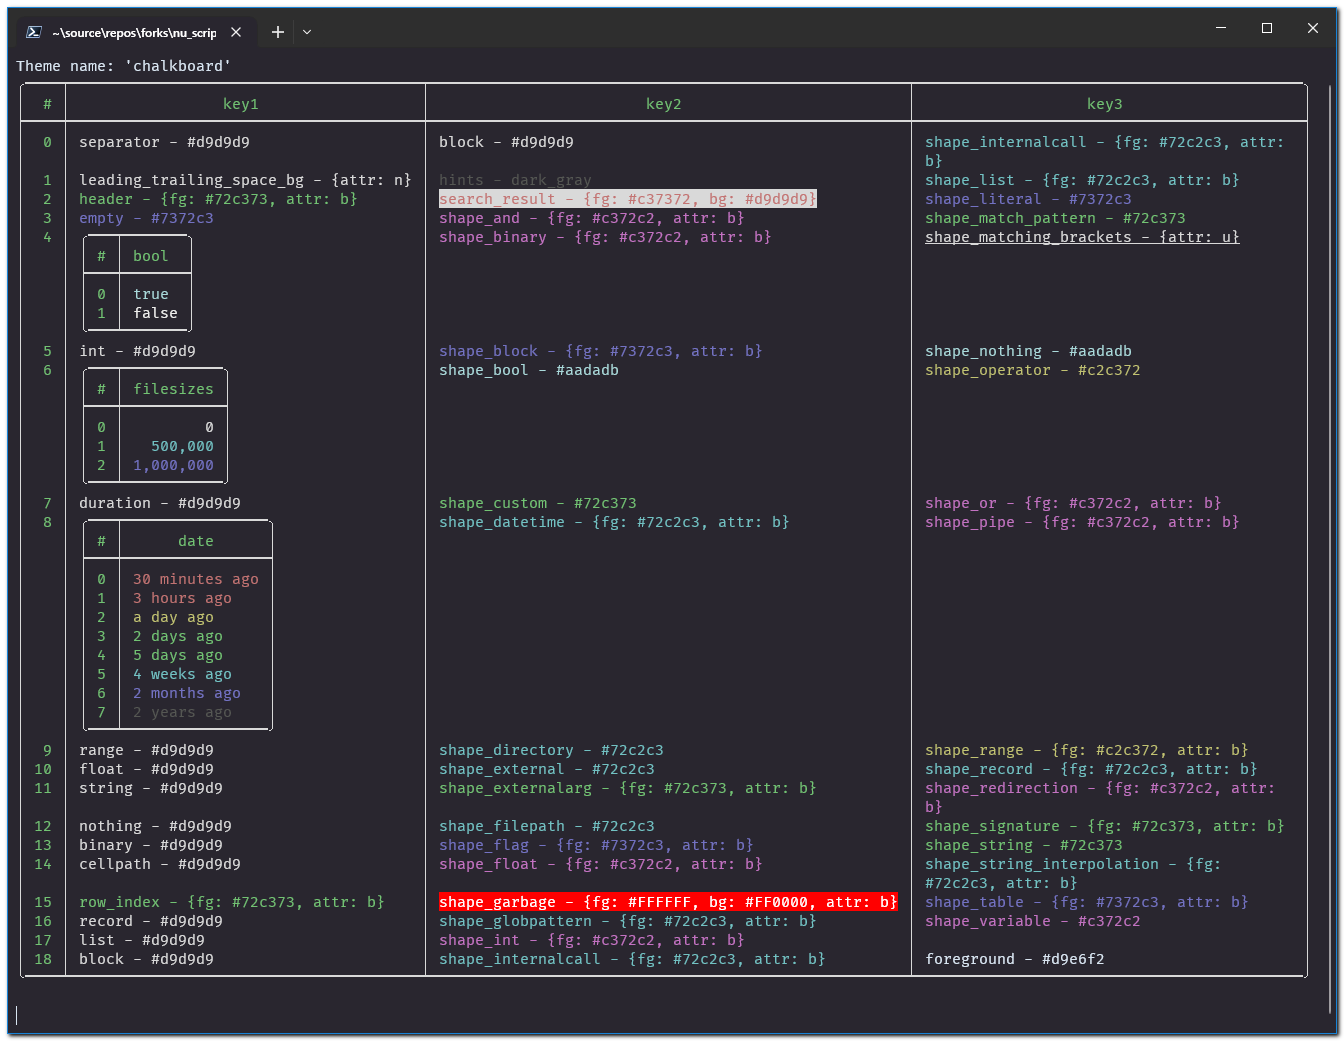 ~\source\repos\forks\nu_scrip
Theme name: 'chalkboard'
# key1 key2 key3
0 separator - #d9d9d9 block - #d9d9d9 shape_internalcall - {fg: #72c2c3, attr:
b}
1 leading_trailing_space_bg - {attr: n} hints - dark_gray shape_list - {fg: #72c2c3, attr: b}
2 header - {fg: #72c373, attr: b} search_result - {fg: #c37372, bg: #d9d9d9} shape_literal - #7372c3
3 empty - #7372c3 shape_and - {fg: #c372c2, attr: b} shape_match_pattern - #72c373
4 shape_binary - {fg: #c372c2, attr: b} shape_matching_brackets - {attr: u}
# bool
0 true
1 false
5 int - #d9d9d9 shape_block - {fg: #7372c3, attr: b} shape_nothing - #aadadb
6 shape_bool - #aadadb shape_operator - #c2c372
# filesizes
0 0
1 500,000
2 1,000,000
7 duration - #d9d9d9 shape_custom - #72c373 shape_or - {fg: #c372c2, attr: b}
8 shape_datetime - {fg: #72c2c3, attr: b} shape_pipe - {fg: #c372c2, attr: b}
# date
0 30 minutes ago
1 3 hours ago
2 a day ago
3 2 days ago
4 5 days ago
5 4 weeks ago
6 2 months ago
7 2 years ago
9 range - #d9d9d9 shape_directory - #72c2c3 shape_range - {fg: #c2c372, attr: b}
10 float - #d9d9d9 shape_external - #72c2c3 shape_record - {fg: #72c2c3, attr: b}
11 string - #d9d9d9 shape_externalarg - {fg: #72c373, attr: b} shape_redirection - {fg: #c372c2, attr:
b}
12 nothing - #d9d9d9 shape_filepath - #72c2c3 shape_signature - {fg: #72c373, attr: b}
13 binary - #d9d9d9 shape_flag - {fg: #7372c3, attr: b} shape_string - #72c373
14 cellpath - #d9d9d9 shape_float - {fg: #c372c2, attr: b} shape_string_interpolation - {fg:
#72c2c3, attr: b}
15 row_index - {fg: #72c373, attr: b} shape_garbage - {fg: #FFFFFF, bg: #FF0000, attr: b} shape_table - {fg: #7372c3, attr: b}
16 record - #d9d9d9 shape_globpattern - {fg: #72c2c3, attr: b} shape_variable - #c372c2
17 list - #d9d9d9 shape_int - {fg: #c372c2, attr: b}
18 block - #d9d9d9 shape_internalcall - {fg: #72c2c3, attr: b} foreground - #d9e6f2